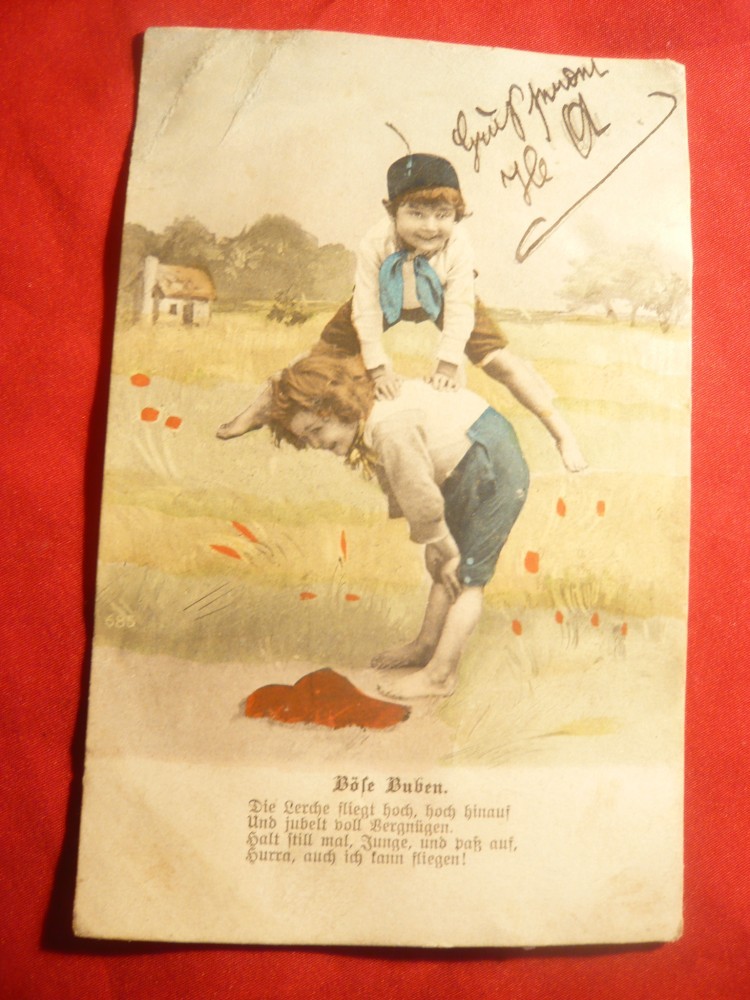 Gruß
685
Böſe Buben.
Die Lerche fliegt hoch, hoch hinauf
Und jubelt voll Vergnügen.
Halt ſtill mal, Junge, und paß auf,
Hurra, auch ich kann fliegen!